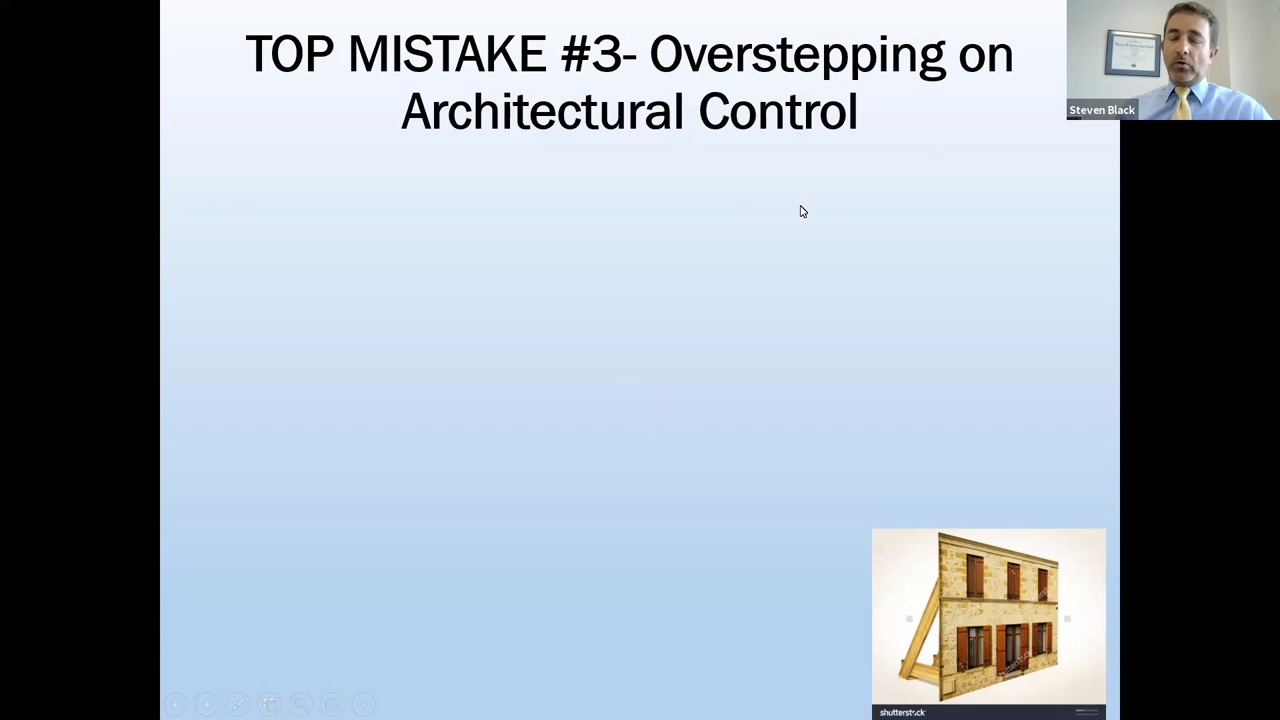 TOP MISTAKE #3- Overstepping on
Architectural Control
Steven Black
shutterstock